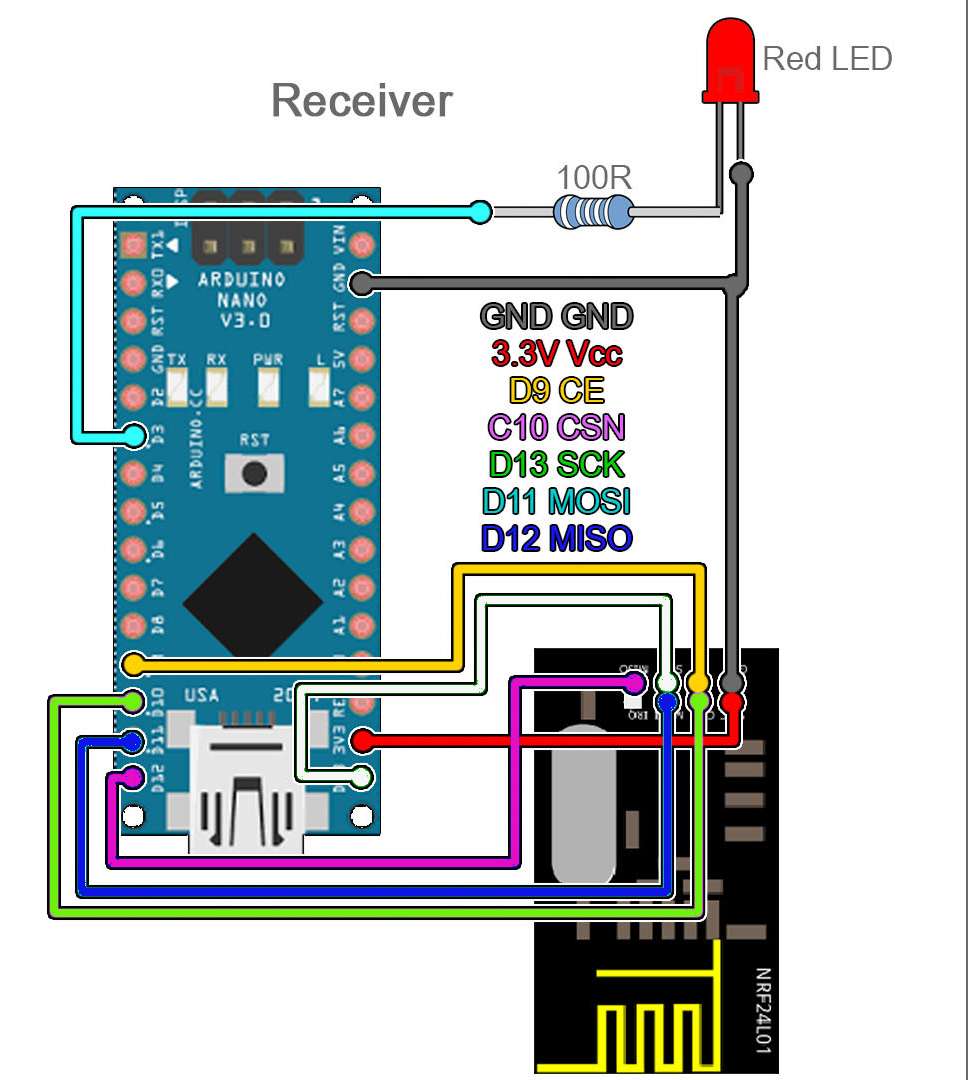 Red LED
Receiver
100R
TX1
VIN
RX0
GND
ARDUINO
NANO
V3.0
RST
RST
GND
TX
RX
PWR
L
5V
D2
A7
ARDUINO.CC
D3
RST
A6
D4
A5
D5
A4
D6
A3
D7
A2
D8
A1
GND GND
3.3V Vcc
D9 CE
C10 CSN
D13 SCK
D11 MOSI
D12 MISO
MISO
D10
USA
IRQ
D11
3V3
D12
NRF24L01